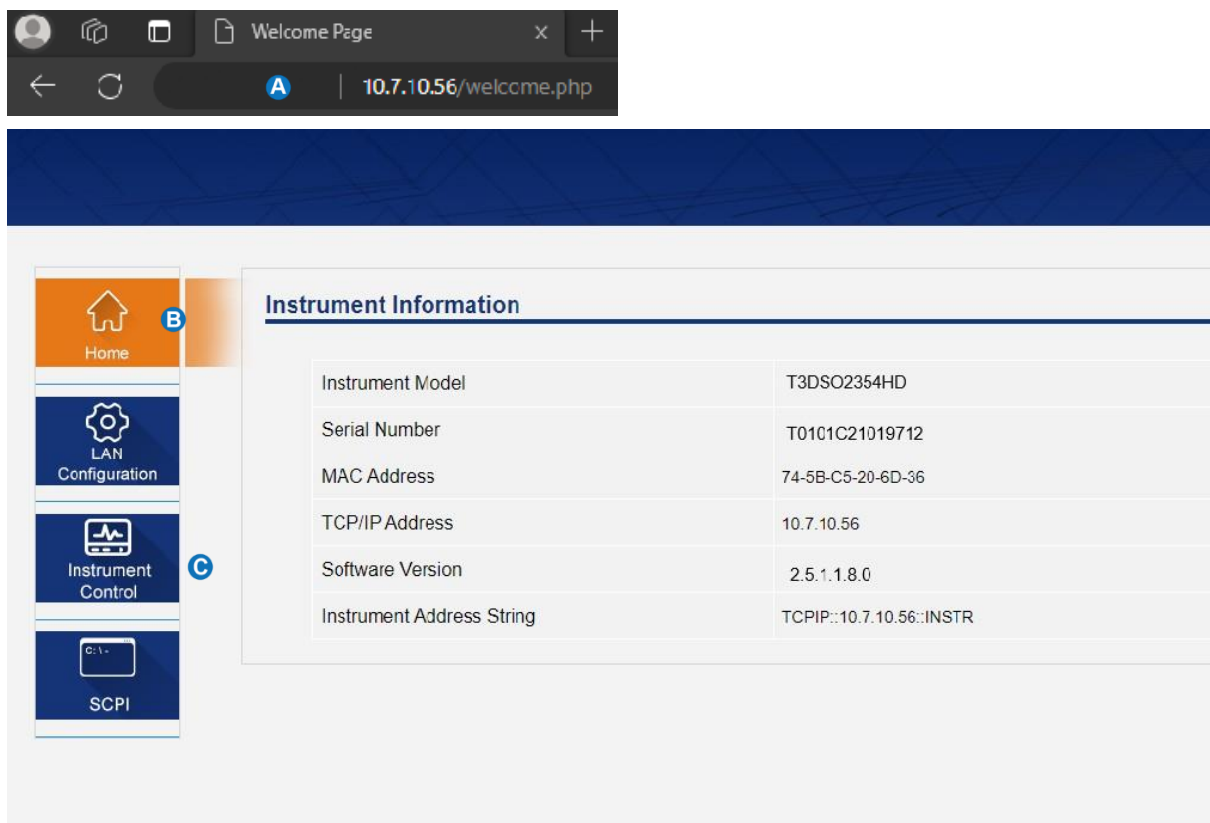 Welcome Page
A 10.7.10.56/welcome.php
B
Home
LAN
Configuration
Instrument
Control
C
C:\-
SCPI
Instrument Information
Instrument Model T3DSO2354HD
Serial Number T0101C21019712
MAC Address 74-5B-C5-20-6D-36
TCP/IP Address 10.7.10.56
Software Version 2.5.1.1.8.0
Instrument Address String TCPIP::10.7.10.56::INSTR